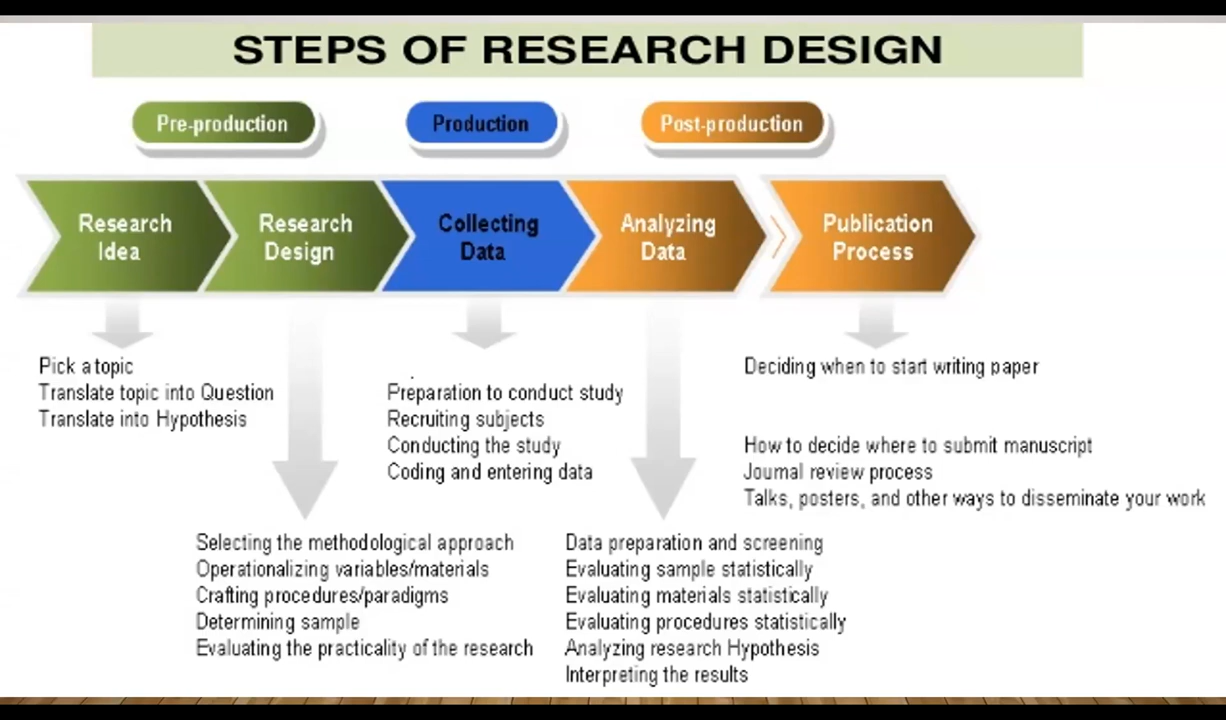 STEPS OF RESEARCH DESIGN
Pre-production
Production
Post-production
Research
Idea
Research
Design
Collecting
Data
Analyzing
Data
Publication
Process
Pick a topic
Translate topic into Question
Translate into Hypothesis
Selecting the methodological approach
Operationalizing variables/materials
Crafting procedures/paradigms
Determining sample
Evaluating the practicality of the research
Preparation to conduct study
Recruiting subjects
Conducting the study
Coding and entering data
Data preparation and screening
Evaluating sample statistically
Evaluating materials statistically
Evaluating procedures statistically
Analyzing research Hypothesis
Interpreting the results
Deciding when to start writing paper
How to decide where to submit manuscript
Journal review process
Talks, posters, and other ways to disseminate your work